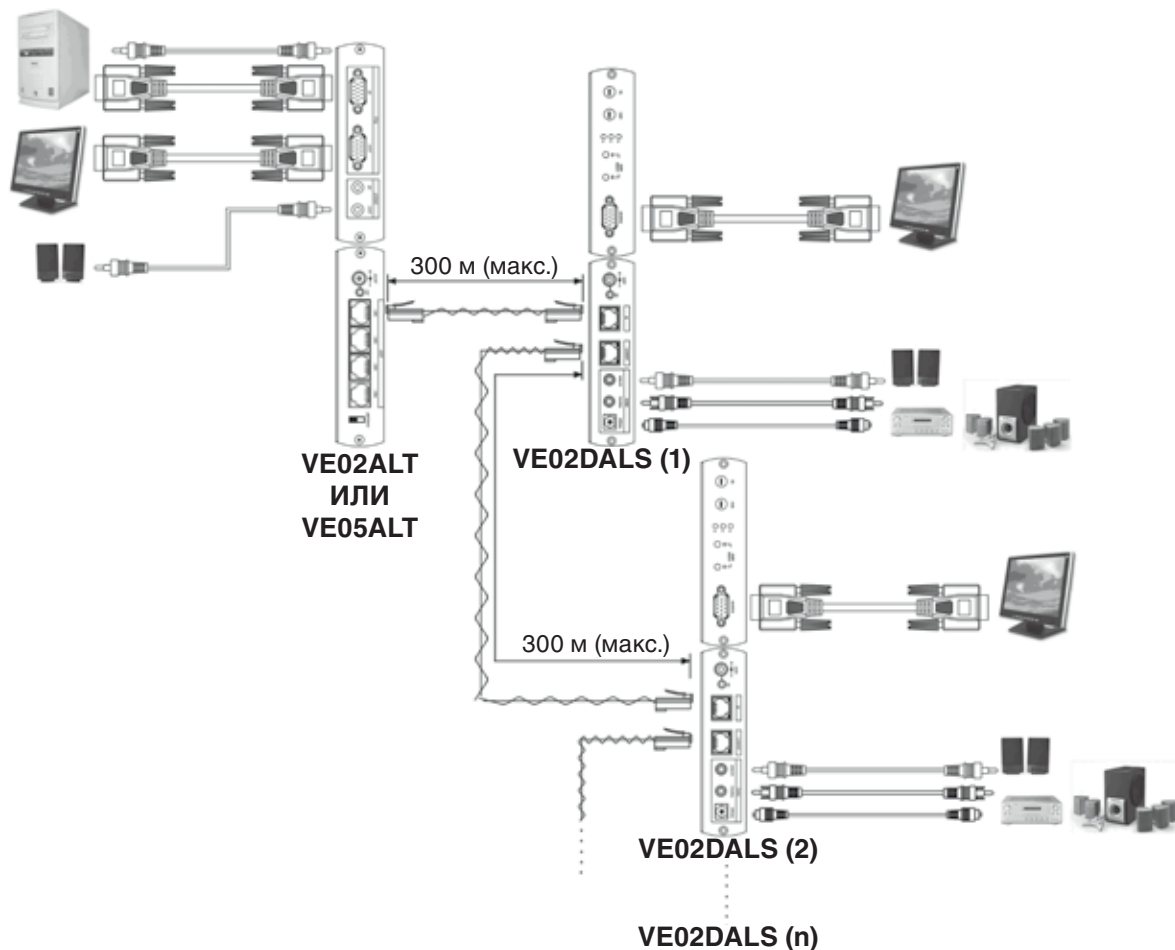 300 м (макс.)
VE02ALT
ИЛИ
VE05ALT
VE02DALS (1)
300 м (макс.)
VE02DALS (2)
VE02DALS (n)